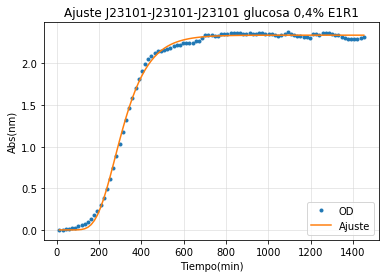 Ajuste J23101-J23101-J23101 glucosa 0,4% E1R1
Abs(nm)
2.0
1.5
1.0
0.5
0.0
OD
Ajuste
0 200 400 600 800 1000 1200 1400
Tiempo(min)